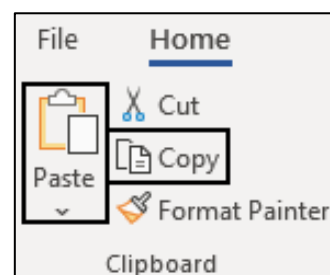 File Home
Cut
Copy
Paste
Format Painter
Clipboard